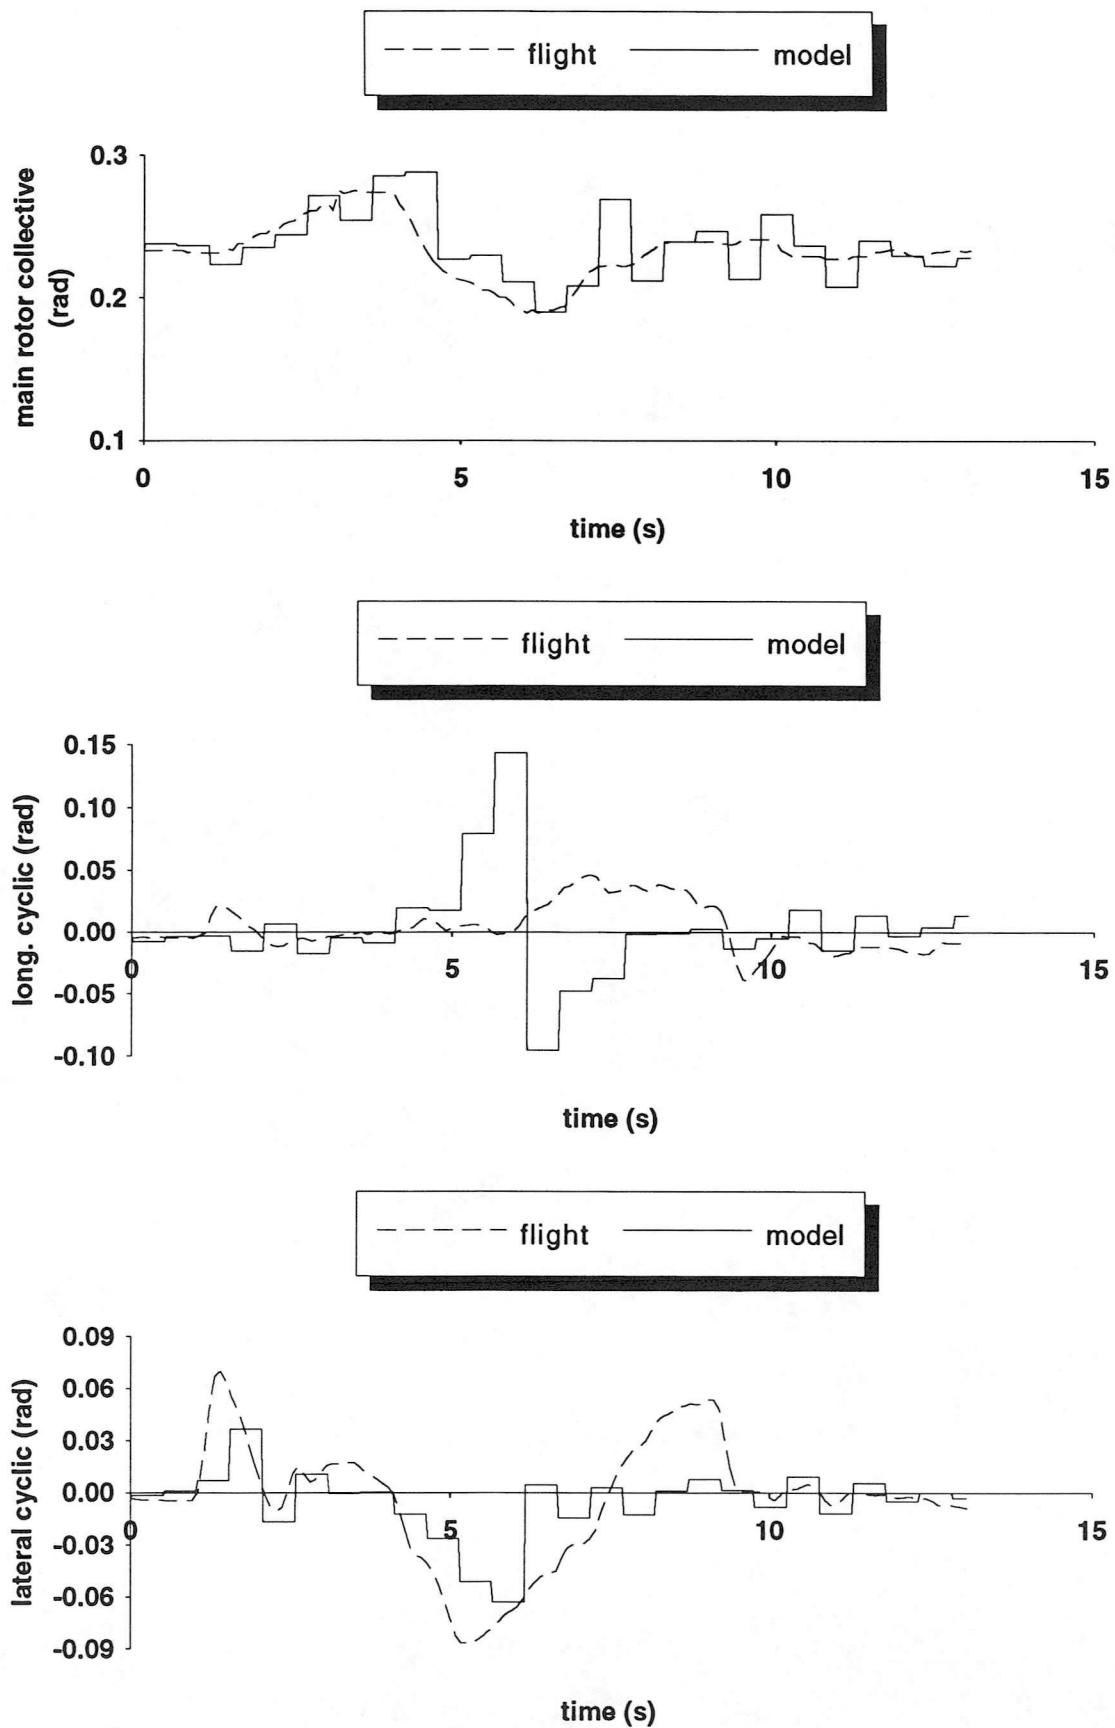 flight model
0.3
main rotor collective
(rad)
0.2
0.1
0 5 10 15
time (s)
flight model
0.15
0.10
long. cyclic (rad)
0.05
0.00
0 5 10 15
-0.05
-0.10
time (s)
flight model
0.09
0.06
lateral cyclic (rad)
0.03
0.00
0 5 10 15
-0.03
-0.06
-0.09
time (s)